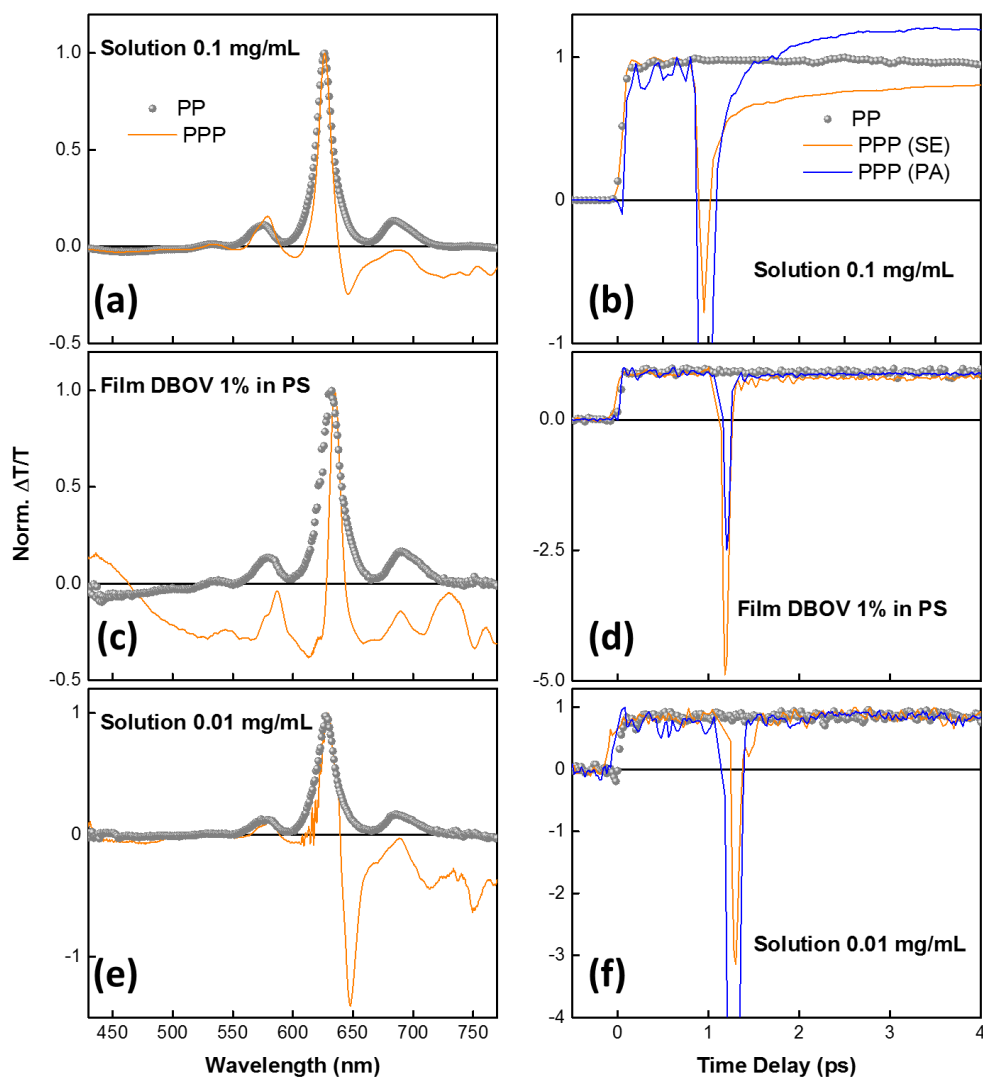 Solution 0.1 mg/mL
PP
PPP
1.0
0.5
0.0
-0.5
(a)
1
0
-1
PP
PPP (SE)
PPP (PA)
Solution 0.1 mg/mL
(b)
Film DBOV 1% in PS
1.0
0.5
0.0
-0.5
(c)
0.0
-2.5
-5.0
Film DBOV 1% in PS
(d)
Norm. ΔT/T
Solution 0.01 mg/mL
1
0
-1
(e)
450 500 550 600 650 700 750
Wavelength (nm)
1
0
-1
-2
-3
-4
Solution 0.01 mg/mL
(f)
0 1 2 3 4
Time Delay (ps)